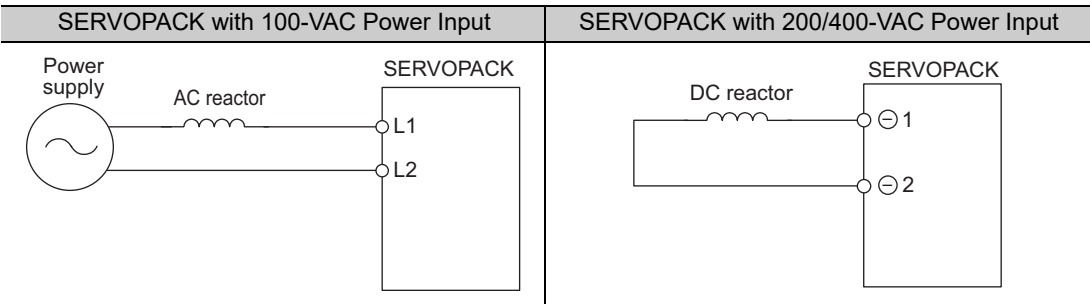 SERVOPACK with 100-VAC Power Input
SERVOPACK with 200/400-VAC Power Input
Power
supply
AC reactor
SERVOPACK
L1
L2
DC reactor
SERVOPACK
⊖ 1
⊖ 2